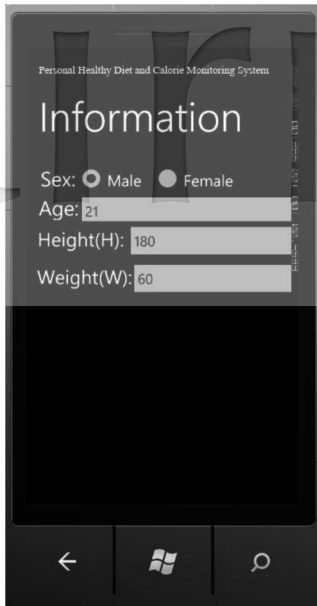 Personal Healthy Diet and Calorie Monitoring System
Information
Sex: Male Female
Age: 21
Height(H): 180
Weight(W): 60